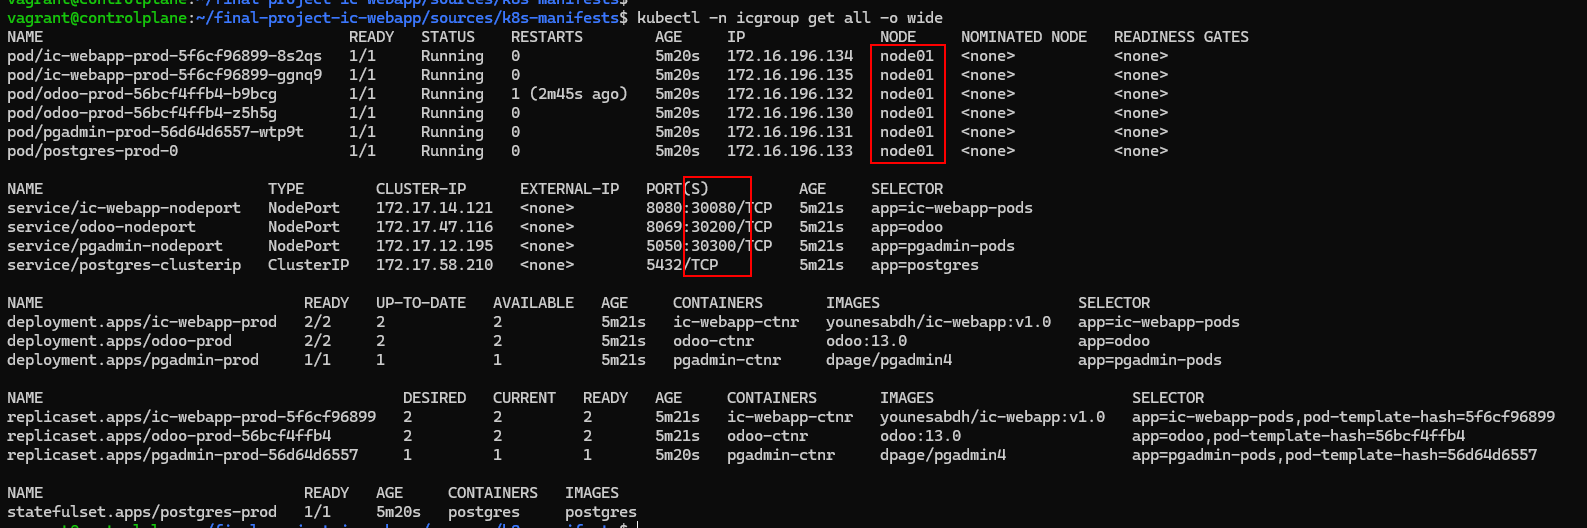 vagrant@controlplane:~/final-project-ic-webapp/sources/k8s-manifests$
vagrant@controlplane:~/final-project-ic-webapp/sources/k8s-manifests$ kubectl -n icgroup get all -o wide
NAME READY STATUS RESTARTS AGE IP NODE NOMINATED NODE READINESS GATES
pod/ic-webapp-prod-5f6cf96899-8s2qs 1/1 Running 0 5m20s 172.16.196.134 node01 <none> <none>
pod/ic-webapp-prod-5f6cf96899-ggnq9 1/1 Running 0 5m20s 172.16.196.135 node01 <none> <none>
pod/odoo-prod-56bcf4ffb4-b9bcg 1/1 Running 1 (2m45s ago) 5m20s 172.16.196.132 node01 <none> <none>
pod/odoo-prod-56bcf4ffb4-z5h5g 1/1 Running 0 5m20s 172.16.196.130 node01 <none> <none>
pod/pgadmin-prod-56d64d6557-wtp9t 1/1 Running 0 5m20s 172.16.196.131 node01 <none> <none>
pod/postgres-prod-0 1/1 Running 0 5m20s 172.16.196.133 node01 <none> <none>
NAME TYPE CLUSTER-IP EXTERNAL-IP PORT(S) AGE SELECTOR
service/ic-webapp-nodeport NodePort 172.17.14.121 <none> 8080:30080/TCP 5m21s app=ic-webapp-pods
service/odoo-nodeport NodePort 172.17.47.116 <none> 8069:30200/TCP 5m21s app=odoo
service/pgadmin-nodeport NodePort 172.17.12.195 <none> 5050:30300/TCP 5m21s app=pgadmin-pods
service/postgres-clusterip ClusterIP 172.17.58.210 <none> 5432/TCP 5m21s app=postgres
NAME READY UP-TO-DATE AVAILABLE AGE CONTAINERS IMAGES SELECTOR
deployment.apps/ic-webapp-prod 2/2 2 2 5m21s ic-webapp-ctnr younesabdh/ic-webapp:v1.0 app=ic-webapp-pods
deployment.apps/odoo-prod 2/2 2 2 5m21s odoo-ctnr odoo:13.0 app=odoo
deployment.apps/pgadmin-prod 1/1 1 1 5m21s pgadmin-ctnr dpage/pgadmin4 app=pgadmin-pods
NAME DESIRED CURRENT READY AGE CONTAINERS IMAGES SELECTOR
replicaset.apps/ic-webapp-prod-5f6cf96899 2 2 2 5m21s ic-webapp-ctnr younesabdh/ic-webapp:v1.0 app=ic-webapp-pods,pod-template-hash=5f6cf96899
replicaset.apps/odoo-prod-56bcf4ffb4 2 2 2 5m21s odoo-ctnr odoo:13.0 app=odoo,pod-template-hash=56bcf4ffb4
replicaset.apps/pgadmin-prod-56d64d6557 1 1 1 5m20s pgadmin-ctnr dpage/pgadmin4 app=pgadmin-pods,pod-template-hash=56d64d6557
NAME READY AGE CONTAINERS IMAGES
statefulset.apps/postgres-prod 1/1 5m20s postgres postgres